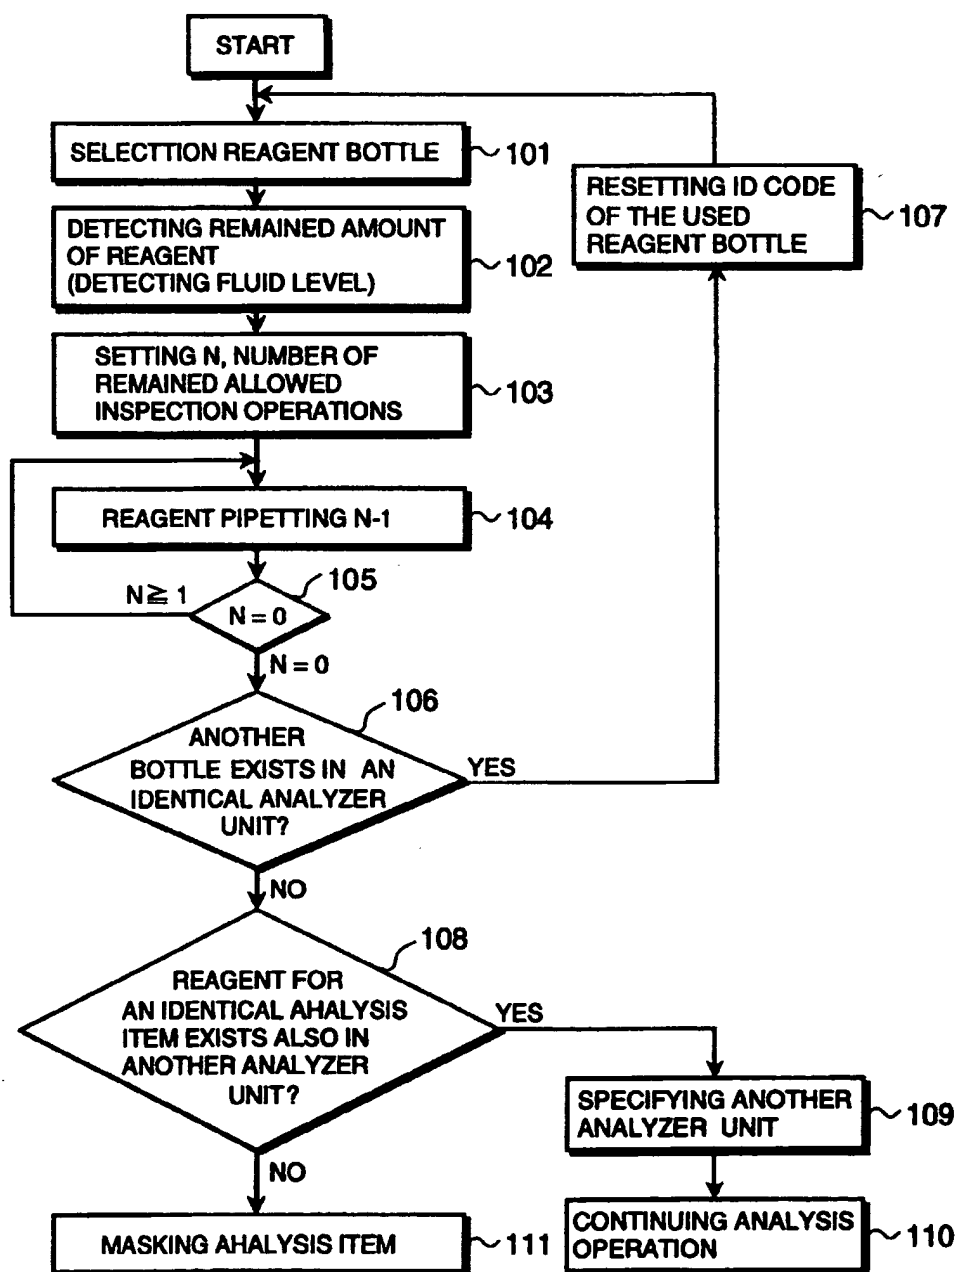 START
SELECTTION REAGENT BOTTLE
101
DETECTING REMAINED AMOUNT
OF REAGENT
(DETECTING FLUID LEVEL)
102
SETTING N, NUMBER OF
REMAINED ALLOWED
INSPECTION OPERATIONS
103
REAGENT PIPETTING N-1
104
105
N≧ 1
N = 0
N = 0
106
ANOTHER
BOTTLE EXISTS IN AN
IDENTICAL ANALYZER
UNIT?
YES
RESETTING ID CODE
OF THE USED
REAGENT BOTTLE
107
NO
108
REAGENT FOR
AN IDENTICAL AHALYSIS
ITEM EXISTS ALSO IN
ANOTHER ANALYZER
UNIT?
YES
SPECIFYING ANOTHER
ANALYZER UNIT
109
CONTINUING ANALYSIS
OPERATION
110
NO
MASKING AHALYSIS ITEM
111